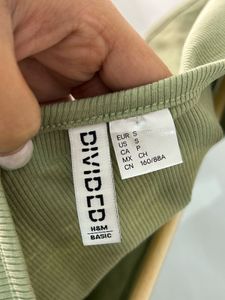 DIVIDED
H&M
BASIC
EUR S
US S
CA P
MX CH
CN 160/88A